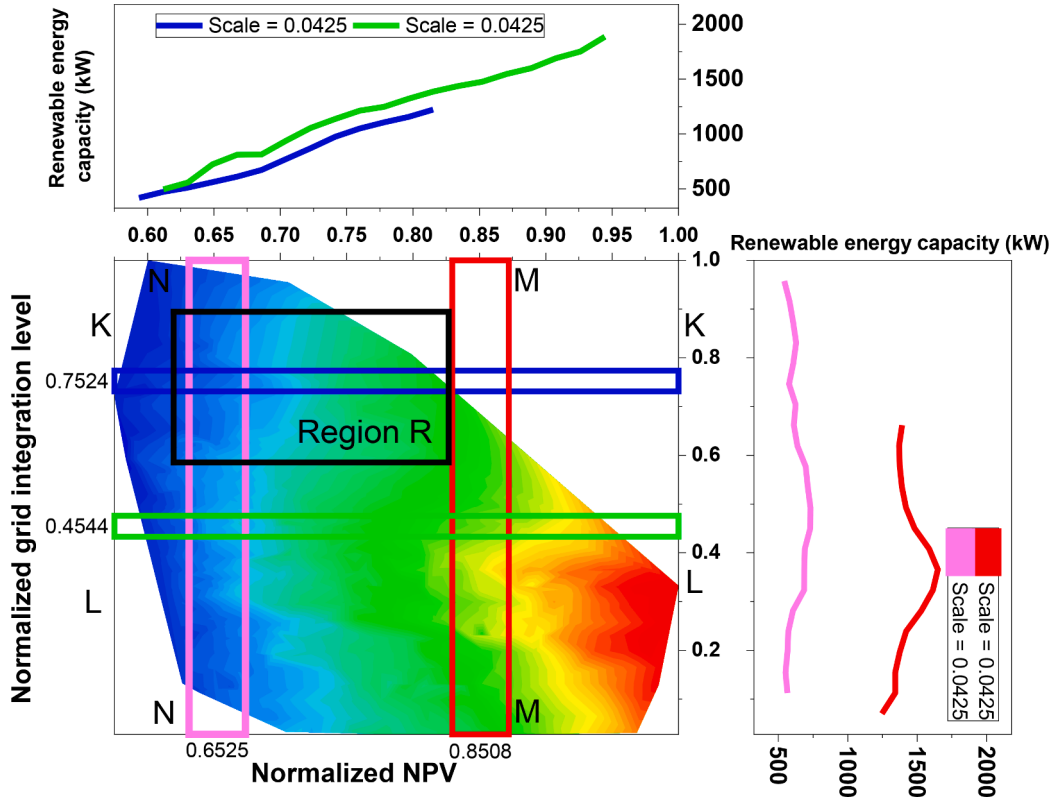 Renewable energy
capacity (kW)
Scale = 0.0425 Scale = 0.0425
2000
1500
1000
500
0.60 0.65 0.70 0.75 0.80 0.85 0.90 0.95 1.00
Renewable energy capacity (kW)
Normalized grid integration level
N M
K K
0.7524
Region R
0.4544
L L
N M
0.6525 0.8508
Normalized NPV
1.0
0.8
0.6
0.4
0.2
Scale = 0.0425
Scale = 0.0425
500 1000 1500 2000